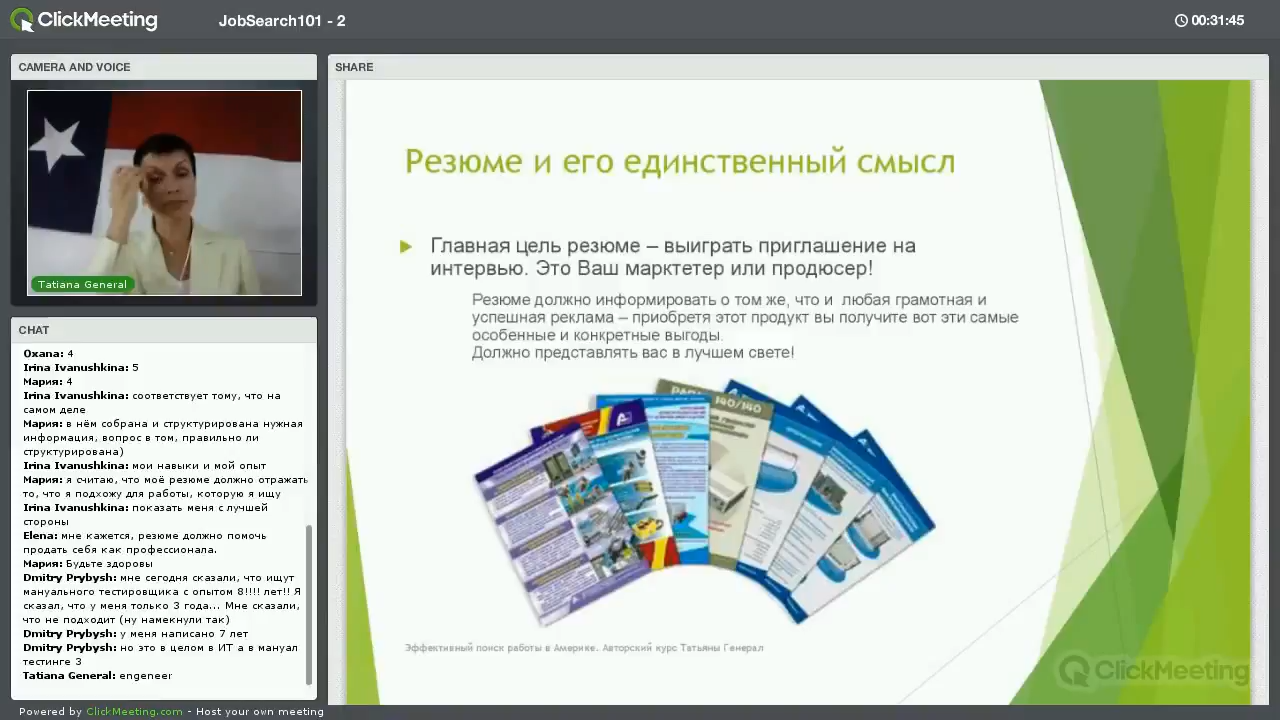 ClickMeeting
JobSearch101 - 2
00:31:45
CAMERA AND VOICE
Tatiana General
CHAT
Oxana: 4
Irina Ivanushkina: 5
Мария: 4
Irina Ivanushkina: соответствует тому, что на
самом деле
Мария: в нём собрана и структурирована нужная
информация, вопрос в том, правильно ли
структурирована)
Irina Ivanushkina: мои навыки и мой опыт
Мария: я считаю, что моё резюме должно отражать
то, что я подхожу для работы, которую я ищу
Irina Ivanushkina: показать меня с лучшей
стороны
Elena: мне кажется, резюме должно помочь
продать себя как профессионала.
Мария: Будьте здоровы
Dmitry Prybysh: мне сегодня сказали, что ищут
мануального тестировщика с опытом 8!!!! лет!! Я
сказал, что у меня только 3 года... Мне сказали,
что не подходит (ну намекнули так)
Dmitry Prybysh: у меня написано 7 лет
Dmitry Prybysh: но это в целом в ИТ а в мануал
тестинге 3
Tatiana General: engeneer
Powered by ClickMeeting.com - Host your own meeting
SHARE
Резюме и его единственный смысл
Главная цель резюме – выиграть приглашение на
интервью. Это Ваш марктетер или продюсер!
Резюме должно информировать о том же, что и любая грамотная и
успешная реклама – приобретя этот продукт вы получите вот эти самые
особенные и конкретные выгоды.
Должно представлять вас в лучшем свете!
140/140
Эффективный поиск работы в Америке. Авторский курс Татьяны Генерал
ClickMeeting